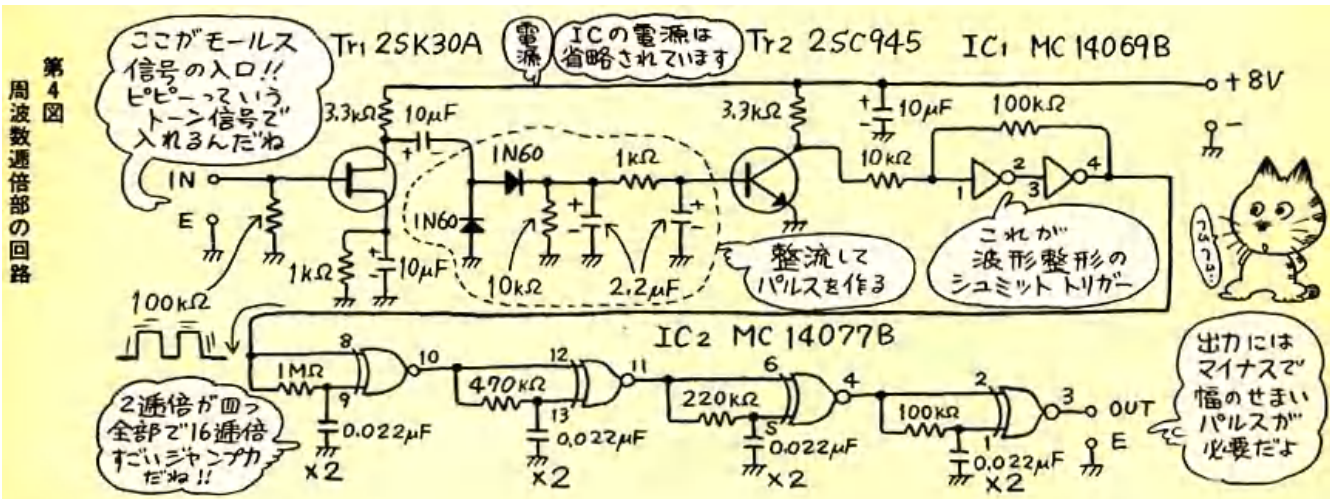 第4図
周波数逓倍部の回路
ここがモールス
信号の入口!!
ピピーっていう
トーン信号で
入れるんだね
Tr1 2SK30A
電源
ICの電源は
省略されています
Tr2 2SC945
IC1 MC14069B
3.3kΩ
10μF
+
-
IN
E
1N60
1N60
1kΩ
+
-
10μF
10kΩ
+
-
1kΩ
+
-
2.2μF
100kΩ
3.3kΩ
+
-
10μF
+8V
-
100kΩ
10kΩ
1
2
3
4
整流して
パルスを作る
これが
波形整形の
シュミットトリガー
IC2 MC14077B
8
1MΩ
9
10
0.022μF
×2
12
470kΩ
13
11
0.022μF
×2
6
220kΩ
5
4
0.022μF
×2
2
100kΩ
1
3
0.022μF
×2
OUT
E
2逓倍が四つ
全部で16逓倍
すごいジャンプ力
だね!!
出力には
マイナスで
幅のせまい
パルスが
必要だよ